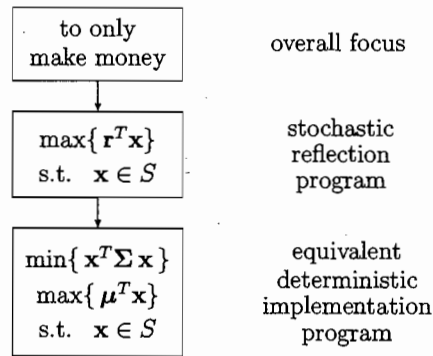 to only
make money
overall focus
max{ r^T x}
s.t. x ∈ S
stochastic
reflection
program
min{ x^T Σ x }
max{ μ^T x}
s.t. x ∈ S
equivalent
deterministic
implementation
program